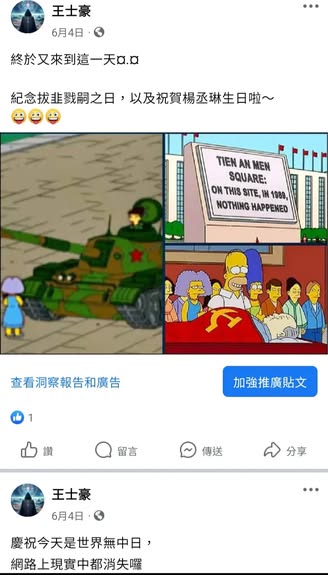 王士豪
6月4日
終於又來到這一天¤.¤
紀念拔韭戮嗣之日，以及祝賀楊丞琳生日啦～
TIEN AN MEN
SQUARE:
ON THIS SITE, IN 1989,
NOTHING HAPPENED
查看洞察報告和廣告
加強推廣貼文
1
讚
留言
傳送
分享
王士豪
6月4日
慶祝今天是世界無中日，
網路上現實中都消失囉